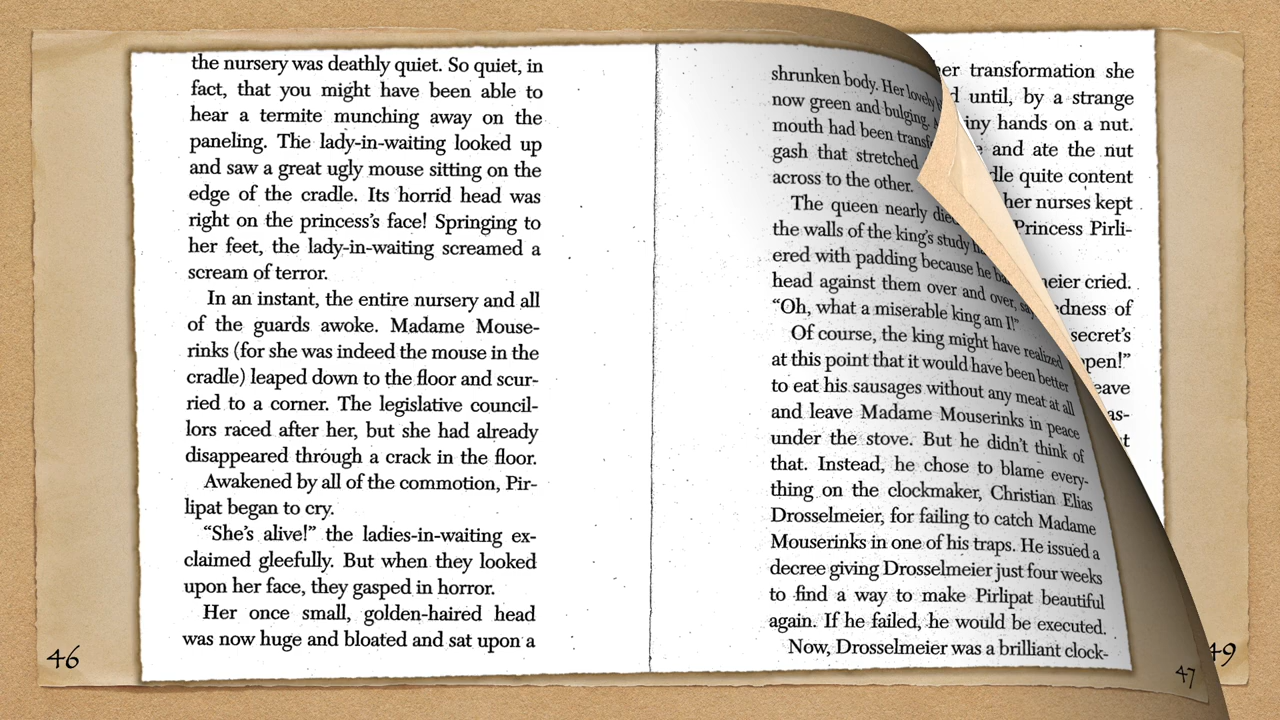 the nursery was deathly quiet. So quiet, in
fact, that you might have been able to
hear a termite munching away on the
paneling. The lady-in-waiting looked up
and saw a great ugly mouse sitting on the
edge of the cradle. Its horrid head was
right on the princess's face! Springing to
her feet, the lady-in-waiting screamed a
scream of terror.
In an instant, the entire nursery and all
of the guards awoke. Madame Mouse-
rinks (for she was indeed the mouse in the
cradle) leaped down to the floor and scur-
ried to a corner. The legislative council-
lors raced after her, but she had already
disappeared through a crack in the floor.
Awakened by all of the commotion, Pir-
lipat began to cry.
“She's alive!” the ladies-in-waiting ex-
claimed gleefully. But when they looked
upon her face, they gasped in horror.
Her once small, golden-haired head
was now huge and bloated and sat upon a
46
shrunken body. Her lovely
now green and bulging.
mouth had been
gash that stretched
across to the other.
The queen nearly
the walls of the king's study
ered with padding because he
head against them over and over,
“Oh, what a miserable king am I!”
Of course, the king might have realized
at this point that it would have been better
to eat his sausages without any meat at all
and leave Madame Mouserinks in peace
under the stove. But he didn't think of
that. Instead, he chose to blame every-
thing on the clockmaker, Christian Elias
Drosselmeier, for failing to catch Madame
Mouserinks in one of his traps. He issued a
decree giving Drosselmeier just four weeks
to find a way to make Pirlipat beautiful
again. If he failed, he would be executed.
Now, Drosselmeier was a brilliant clock-
47
transformation she
until, by a strange
hands on a nut.
and ate the nut
quite content
her nurses kept
Princess Pirli-
cried.
of
secret's
49